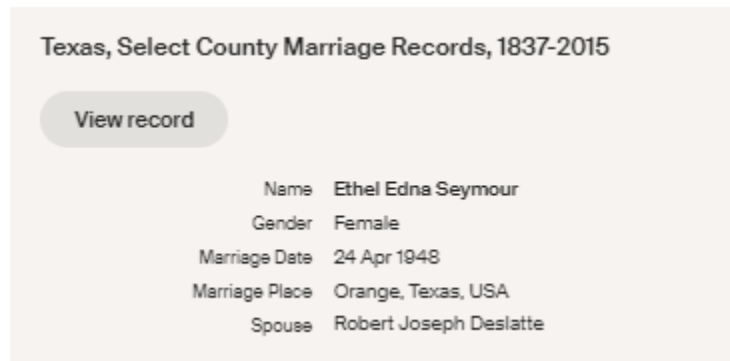 Texas, Select County Marriage Records, 1837-2015
View record
Name Ethel Edna Seymour
Gender Female
Marriage Date 24 Apr 1948
Marriage Place Orange, Texas, USA
Spouse Robert Joseph Deslatte